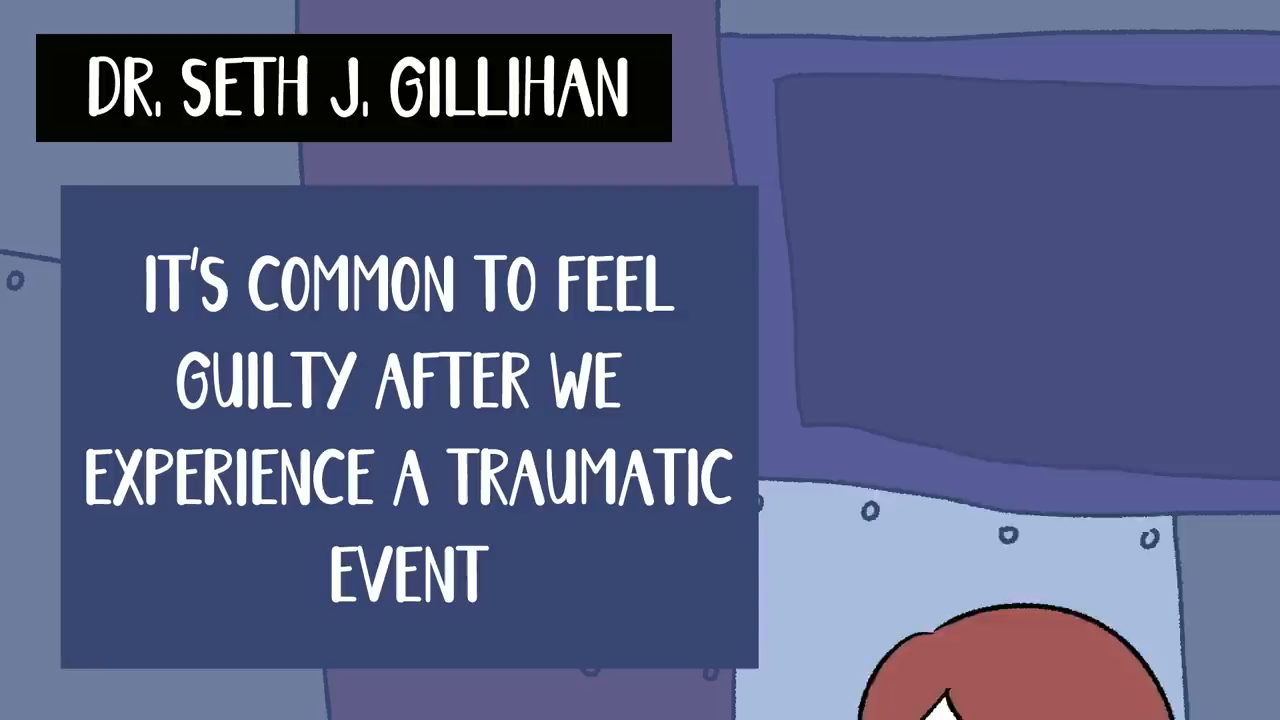 DR. SETH J. GILLIHAN
IT'S COMMON TO FEEL
GUILTY AFTER WE
EXPERIENCE A TRAUMATIC
EVENT